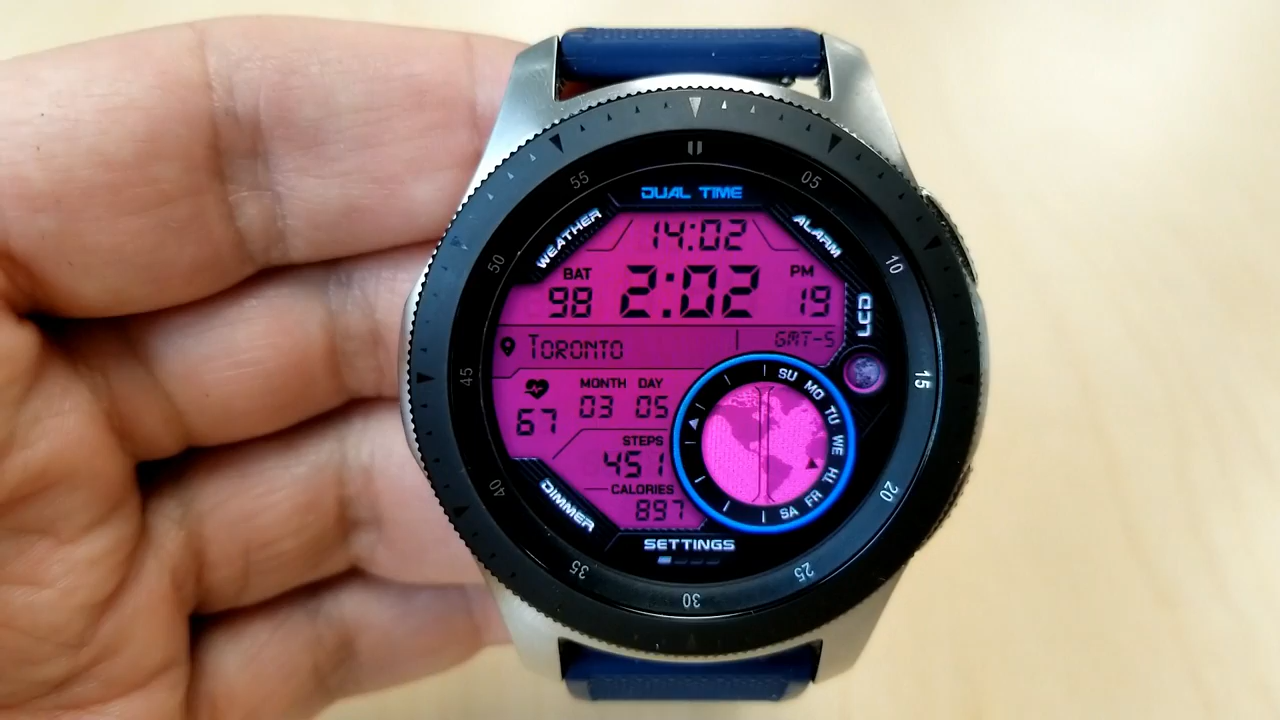 55
05
50
10
45
15
40
20
35
25
30
DUAL TIME
WEATHER
ALARM
LCD
14:02
BAT
98
2:02
PM
19
TORONTO
GMT-5
67
MONTH
03
DAY
05
STEPS
451
CALORIES
897
SU MO TU WE TH FR SA
DIMMER
SETTINGS